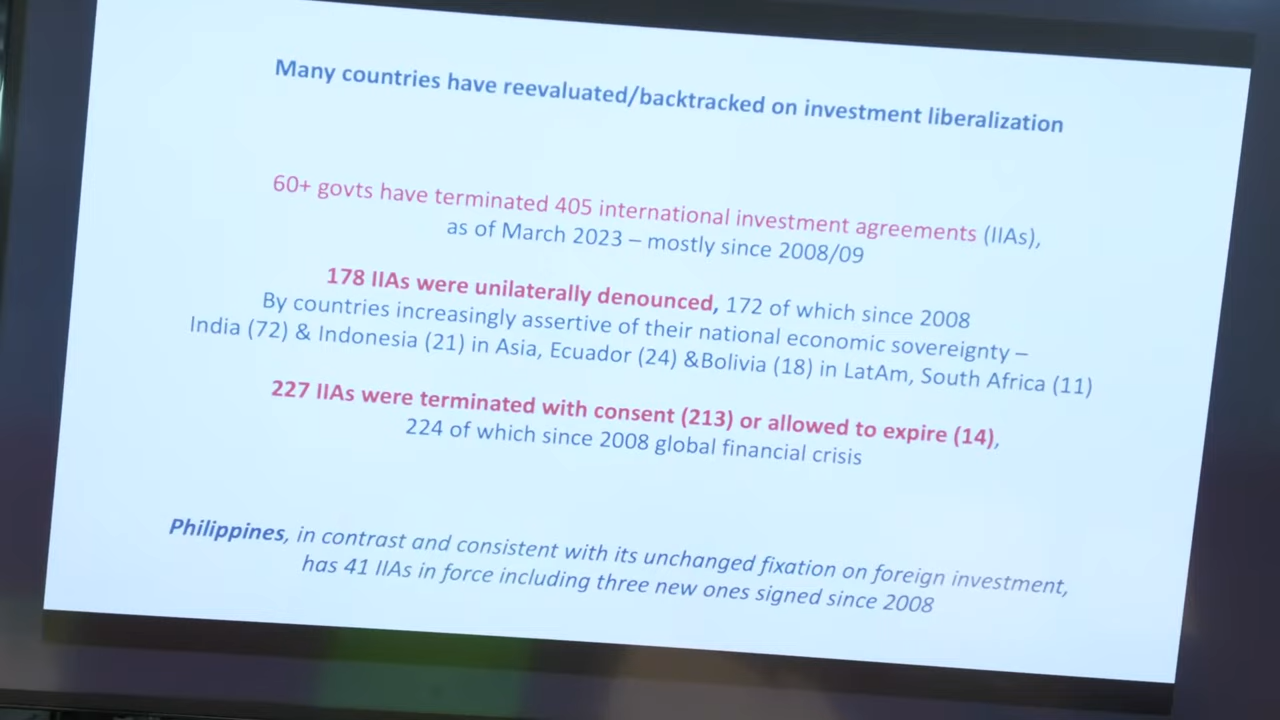 Many countries have reevaluated/backtracked on investment liberalization
60+ govts have terminated 405 international investment agreements (IIAs),
as of March 2023 – mostly since 2008/09
178 IIAs were unilaterally denounced, 172 of which since 2008
By countries increasingly assertive of their national economic sovereignty –
India (72) & Indonesia (21) in Asia, Ecuador (24) &Bolivia (18) in LatAm, South Africa (11)
227 IIAs were terminated with consent (213) or allowed to expire (14),
224 of which since 2008 global financial crisis
Philippines, in contrast and consistent with its unchanged fixation on foreign investment,
has 41 IIAs in force including three new ones signed since 2008